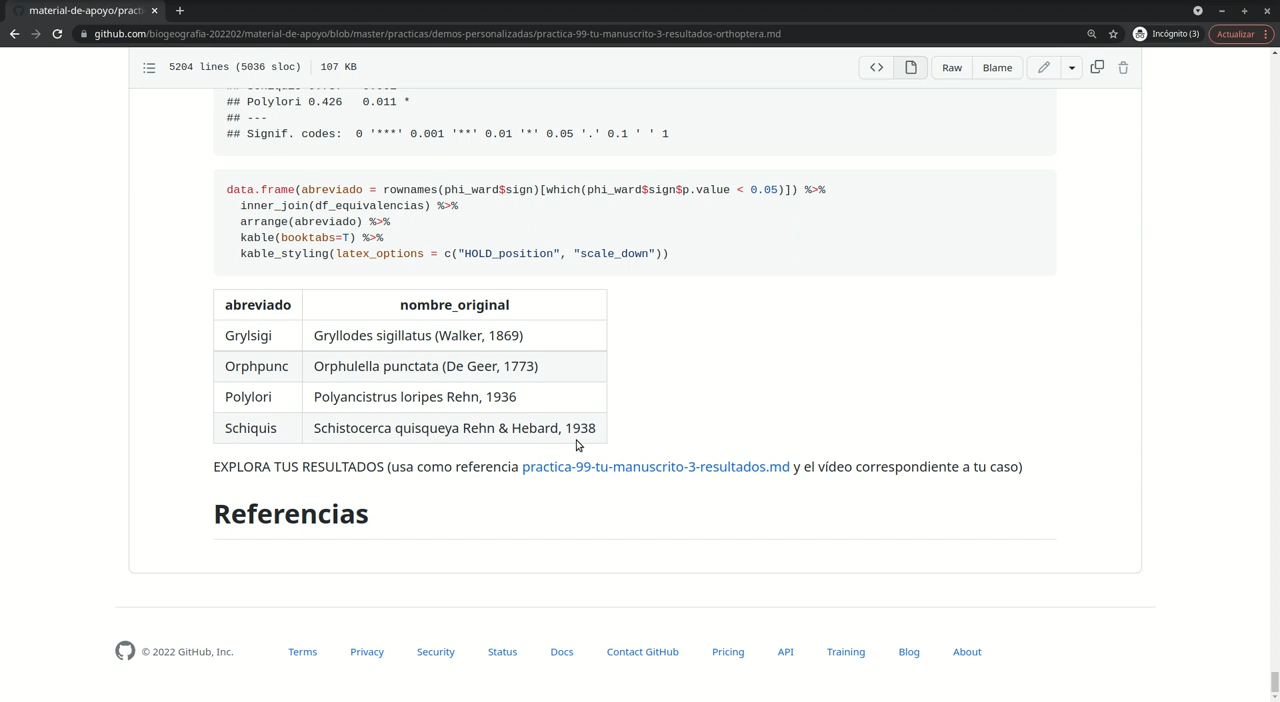 material-de-apoyo/practi
github.com/biogeografia-202202/material-de-apoyo/blob/master/practicas/demos-personalizadas/practica-99-tu-manuscrito-3-resultados-orthoptera.md
Incógnito (3)
Actualizar
5204 lines (5036 sloc)
107 KB
Raw
Blame
## Polylori 0.426   0.011 *
## ---
## Signif. codes:  0 '***' 0.001 '**' 0.01 '*' 0.05 '.' 0.1 ' ' 1
data.frame(abreviado = rownames(phi_ward$sign)[which(phi_ward$sign$p.value < 0.05)]) %>%
  inner_join(df_equivalencias) %>%
  arrange(abreviado) %>%
  kable(booktabs=T) %>%
  kable_styling(latex_options = c("HOLD_position", "scale_down"))
abreviado nombre_original
Grylsigi Gryllodes sigillatus (Walker, 1869)
Orphpunc Orphulella punctata (De Geer, 1773)
Polylori Polyancistrus loripes Rehn, 1936
Schiquis Schistocerca quisqueya Rehn & Hebard, 1938
EXPLORA TUS RESULTADOS (usa como referencia practica-99-tu-manuscrito-3-resultados.md y el vídeo correspondiente a tu caso)
Referencias
© 2022 GitHub, Inc.
Terms
Privacy
Security
Status
Docs
Contact GitHub
Pricing
API
Training
Blog
About